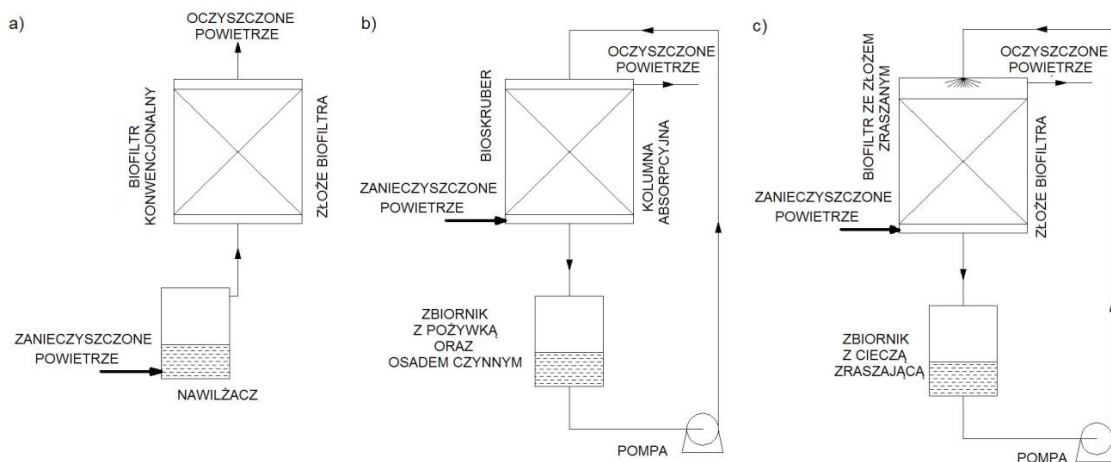 a)
OCZYSZCZONE
POWIETRZE
BIOFILTR
KONWENCJONALNY
ZŁOŻE BIOFILTRA
ZANIECZYSZCZONE
POWIETRZE
NAWILŻACZ
b)
OCZYSZCZONE
POWIETRZE
BIOSKRUBER
KOLUMNA
ABSORPCYJNA
ZANIECZYSZCZONE
POWIETRZE
ZBIORNIK
Z POŻYWKĄ
ORAZ
OSADEM CZYNNYM
POMPA
c)
OCZYSZCZONE
POWIETRZE
BIOFILTR ZE ZŁOŻEM
ZRASZANYM
ZŁOŻE BIOFILTRA
ZANIECZYSZCZONE
POWIETRZE
ZBIORNIK
Z CIECZĄ
ZRASZAJĄCĄ
POMPA